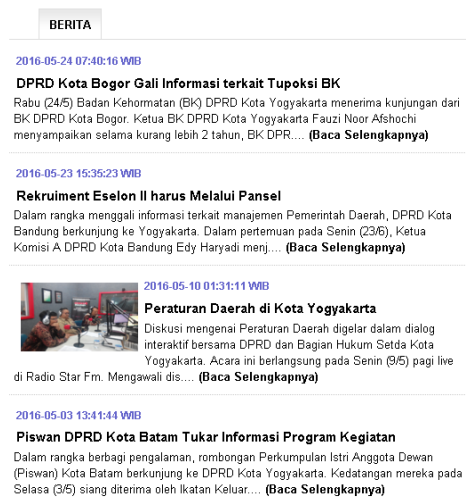 BERITA
2016-05-24 07:40:16 WIB
DPRD Kota Bogor Gali Informasi terkait Tupoksi BK
Rabu (24/5) Badan Kehormatan (BK) DPRD Kota Yogyakarta menerima kunjungan dari
BK DPRD Kota Bogor. Ketua BK DPRD Kota Yogyakarta Fauzi Noor Afshochi
menyampaikan selama kurang lebih 2 tahun, BK DPR.... (Baca Selengkapnya)
2016-05-23 15:35:23 WIB
Rekruiment Eselon II harus Melalui Pansel
Dalam rangka menggali informasi terkait manajemen Pemerintah Daerah, DPRD Kota
Bandung berkunjung ke Yogyakarta. Dalam pertemuan pada Senin (23/6), Ketua
Komisi A DPRD Kota Bandung Edy Haryadi menj.... (Baca Selengkapnya)
2016-05-10 01:31:11 WIB
Peraturan Daerah di Kota Yogyakarta
Diskusi mengenai Peraturan Daerah digelar dalam dialog
interaktif bersama DPRD dan Bagian Hukum Setda Kota
Yogyakarta. Acara ini berlangsung pada Senin (9/5) pagi live
di Radio Star Fm. Mengawali dis.... (Baca Selengkapnya)
2016-05-03 13:41:44 WIB
Piswan DPRD Kota Batam Tukar Informasi Program Kegiatan
Dalam rangka berbagi pengalaman, rombongan Perkumpulan Istri Anggota Dewan
(Piswan) Kota Batam berkunjung ke DPRD Kota Yogyakarta. Kedatangan mereka pada
Selasa (3/5) siang diterima oleh Ikatan Keluar.... (Baca Selengkapnya)